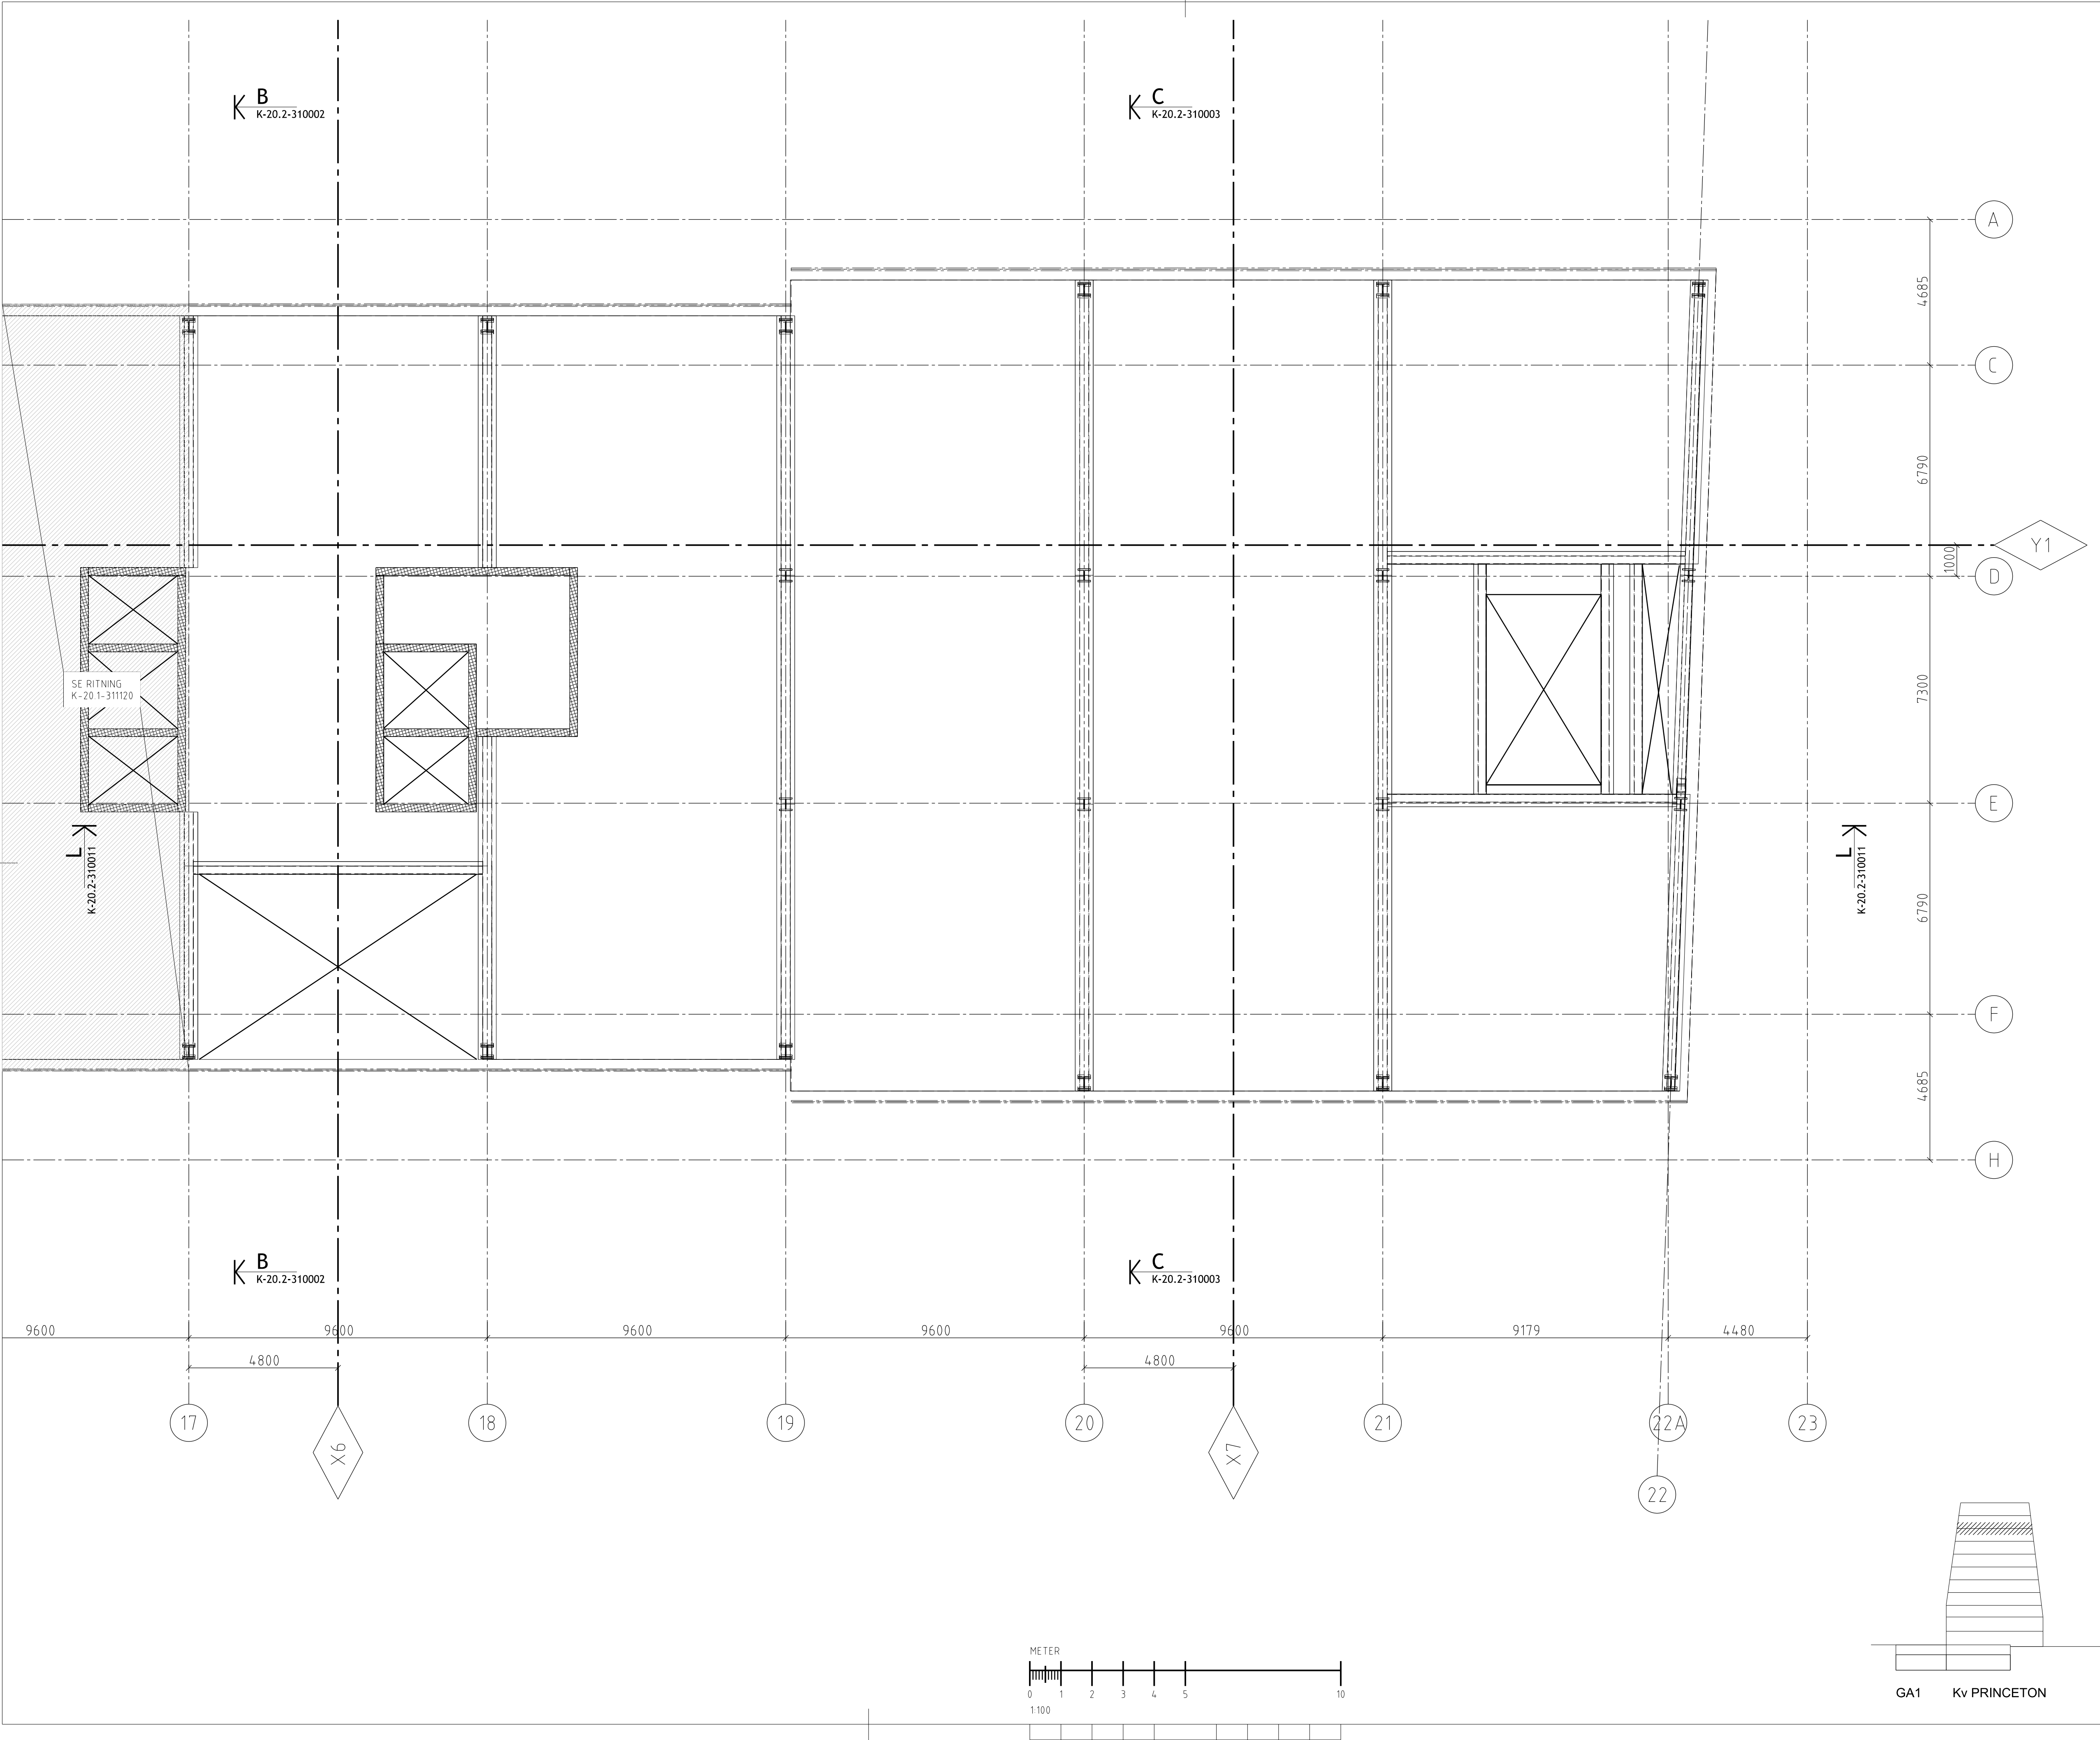 B
K-20.2-310002
C
K-20.2-310003
A
4685
C
6790
Y1
1000
D
SE RITNING
K-20.1-311120
7300
E
L
K-20.2-310011
L
K-20.2-310011
6790
F
4685
H
B
K-20.2-310002
C
K-20.2-310003
9600
9600
9600
9600
9600
9179
4480
4800
4800
17
18
19
20
21
22A
23
X6
X7
22
METER
0 1 2 3 4 5 10
1:100
GA1 Kv PRINCETON